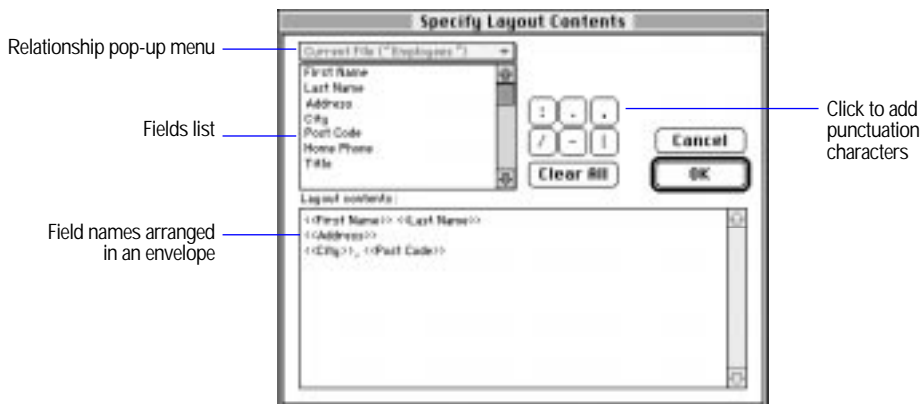 Specify Layout Contents
Relationship pop-up menu
Current File ("Employees")
First Name
Last Name
Address
City
Post Code
Home Phone
Title
Fields list
: . ,
/ - |
Clear All
Cancel
OK
Click to add
punctuation
characters
Layout contents:
<<First Name>> <<Last Name>>
<<Address>>
<<City>>, <<Post Code>>
Field names arranged
in an envelope